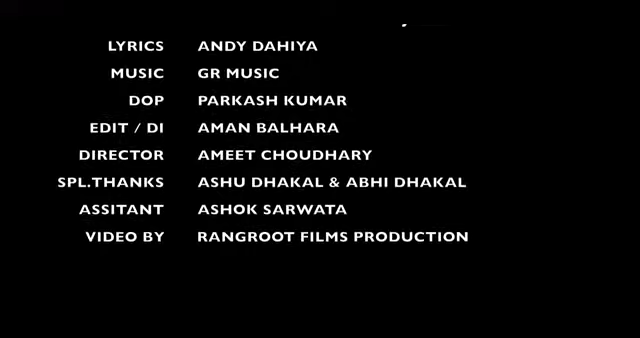 LYRICS ANDY DAHIYA
MUSIC GR MUSIC
DOP PARKASH KUMAR
EDIT / DI AMAN BALHARA
DIRECTOR AMEET CHOUDHARY
SPL.THANKS ASHU DHAKAL & ABHI DHAKAL
ASSITANT ASHOK SARWATA
VIDEO BY RANGROOT FILMS PRODUCTION